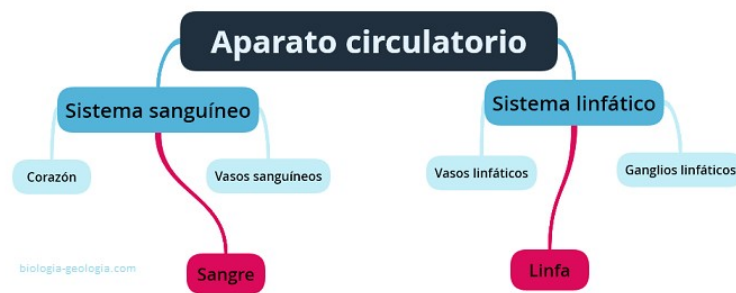 Aparato circulatorio
Sistema sanguíneo
Sistema linfático
Corazón
Vasos sanguíneos
Vasos linfáticos
Ganglios linfáticos
biologia-geologia.com
Sangre
Linfa